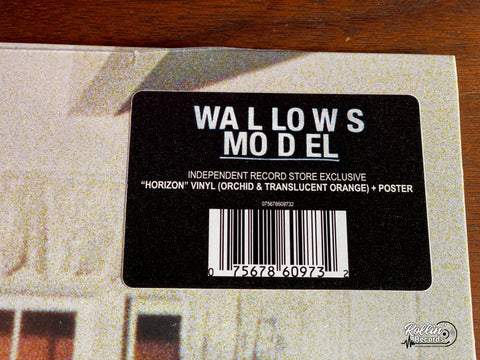 WALLOWS
MODEL
INDEPENDENT RECORD STORE EXCLUSIVE
“HORIZON” VINYL (ORCHID & TRANSLUCENT ORANGE) + POSTER
075678609732
0 75678 60973 2
Rollin'
Records